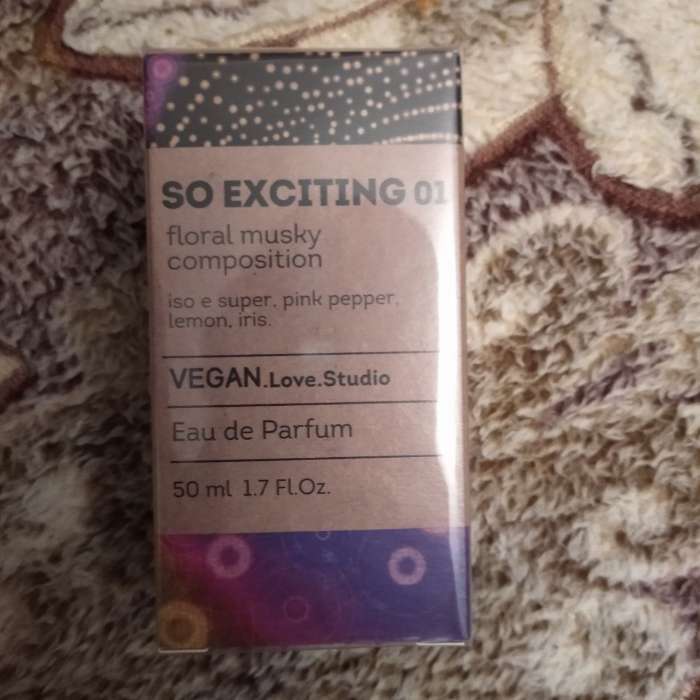 SO EXCITING 01
floral musky
composition
iso e super, pink pepper,
lemon, iris.
VEGAN.Love.Studio
Eau de Parfum
50 ml 1.7 Fl.Oz.